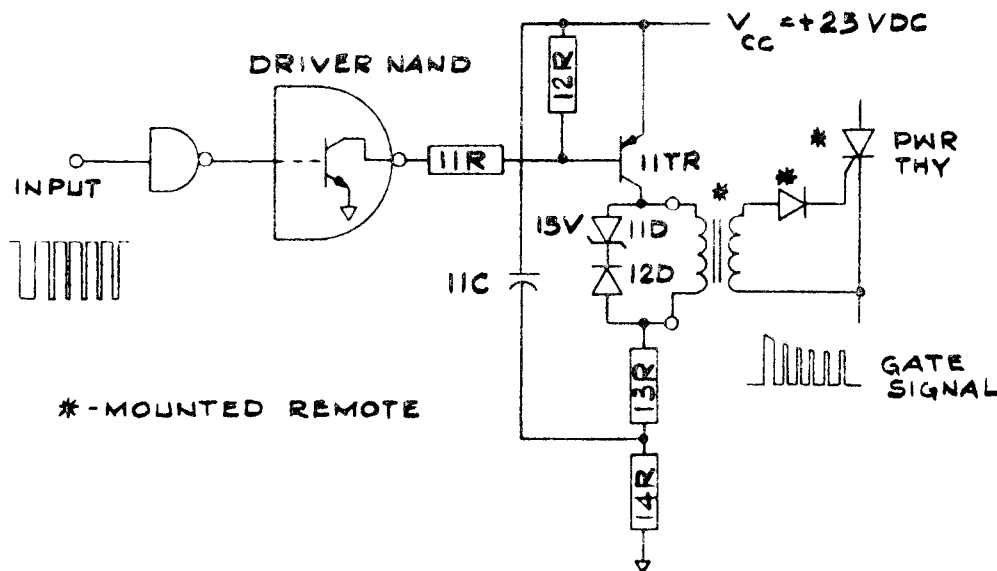 V CC = +23 VDC
DRIVER NAND
12R
*
PWR
THY
11R
11TR
*
*
INPUT
15V
11D
12D
11C
GATE
SIGNAL
13R
* - MOUNTED REMOTE
14R